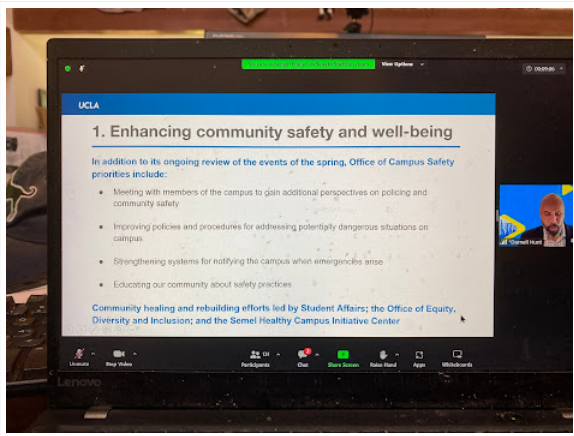 View Options
00:09:06
UCLA
1. Enhancing community safety and well-being
In addition to its ongoing review of the events of the spring, Office of Campus Safety
priorities include:
• Meeting with members of the campus to gain additional perspectives on policing and
community safety
• Improving policies and procedures for addressing potentially dangerous situations on
campus
• Strengthening systems for notifying the campus when emergencies arise
• Educating our community about safety practices
Community healing and rebuilding efforts led by Student Affairs; the Office of Equity,
Diversity and Inclusion; and the Semel Healthy Campus Initiative Center
Darnell Hunt
Unmute
Stop Video
Participants
Chat
Share Screen
Raise Hand
Apps
Whiteboards
Lenovo